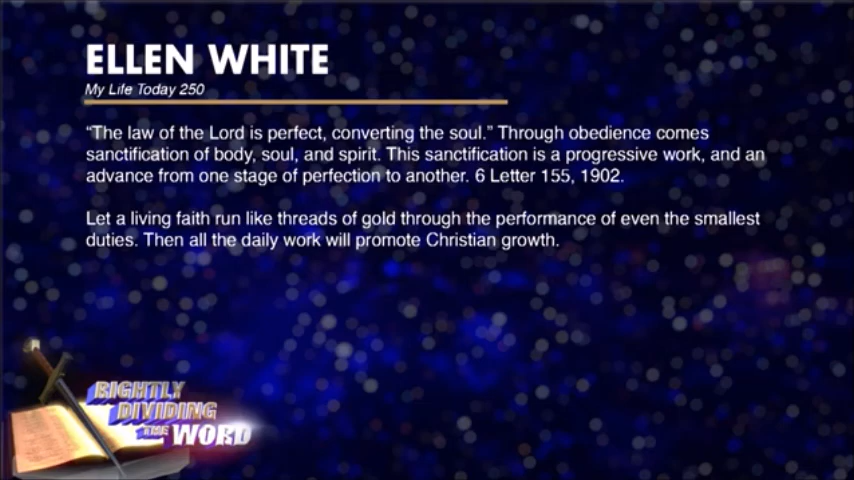 ELLEN WHITE
My Life Today 250
“The law of the Lord is perfect, converting the soul.” Through obedience comes
sanctification of body, soul, and spirit. This sanctification is a progressive work, and an
advance from one stage of perfection to another. 6 Letter 155, 1902.
Let a living faith run like threads of gold through the performance of even the smallest
duties. Then all the daily work will promote Christian growth.
RIGHTLY
DIVIDING
THE WORD